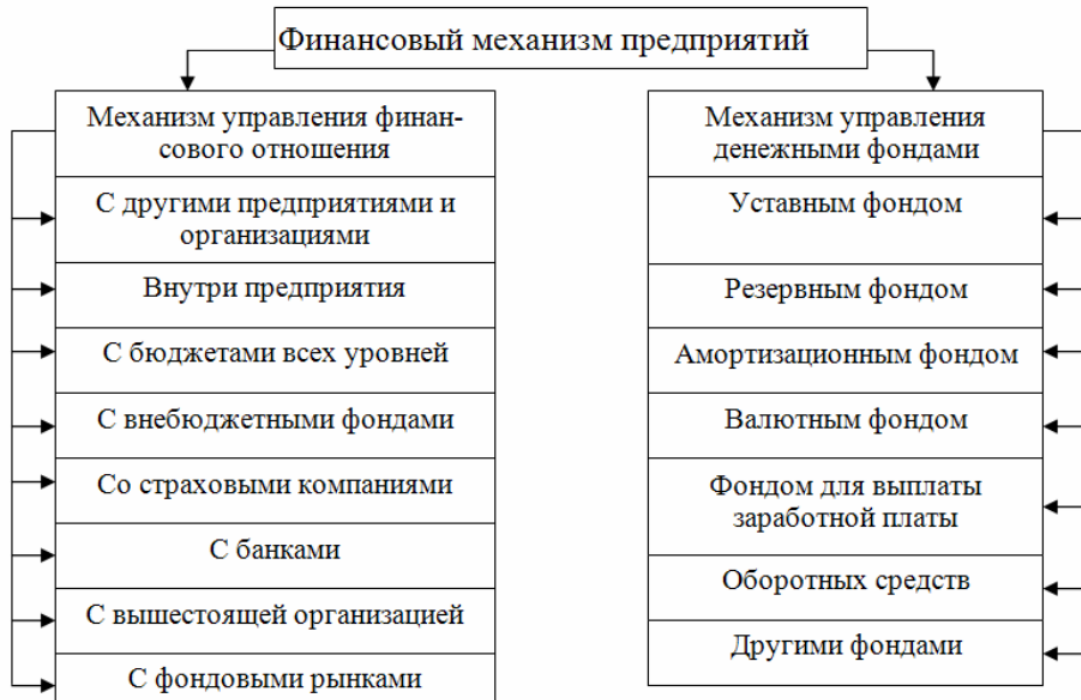 Финансовый механизм предприятий
Механизм управления финан-
сового отношения
С другими предприятиями и
организациями
Внутри предприятия
С бюджетами всех уровней
С внебюджетными фондами
Со страховыми компаниями
С банками
С вышестоящей организацией
С фондовыми рынками
Механизм управления
денежными фондами
Уставным фондом
Резервным фондом
Амортизационным фондом
Валютным фондом
Фондом для выплаты
заработной платы
Оборотных средств
Другими фондами